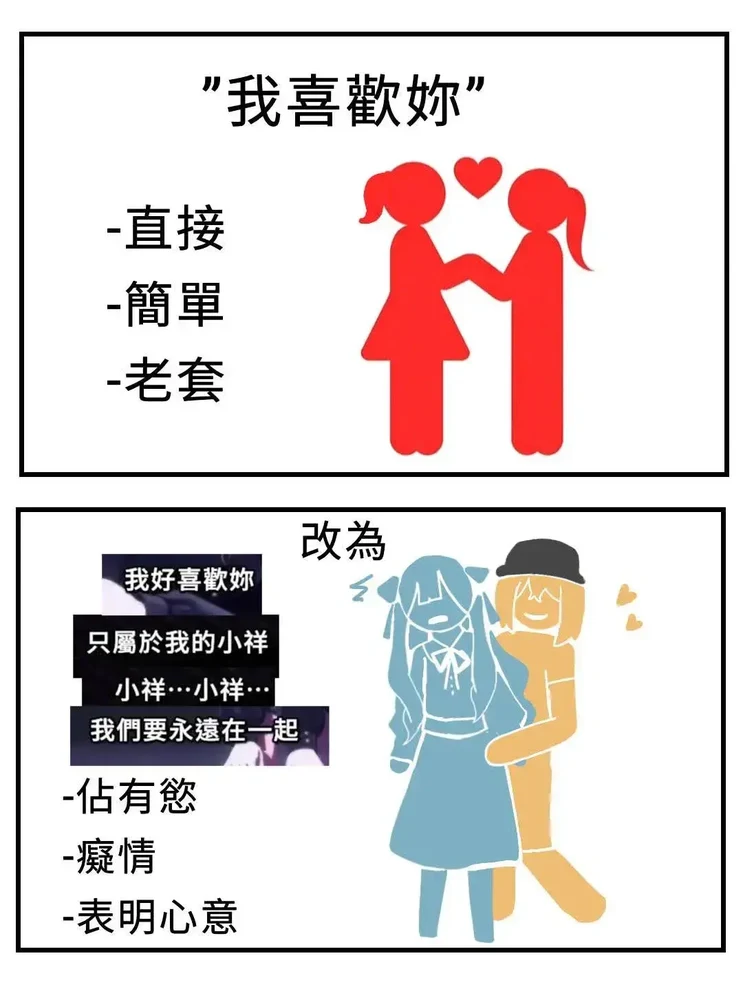 ”我喜歡妳”
-直接
-簡單
-老套
改為
我好喜歡妳
只屬於我的小祥
小祥…小祥…
我們要永遠在一起
-佔有慾
-癡情
-表明心意